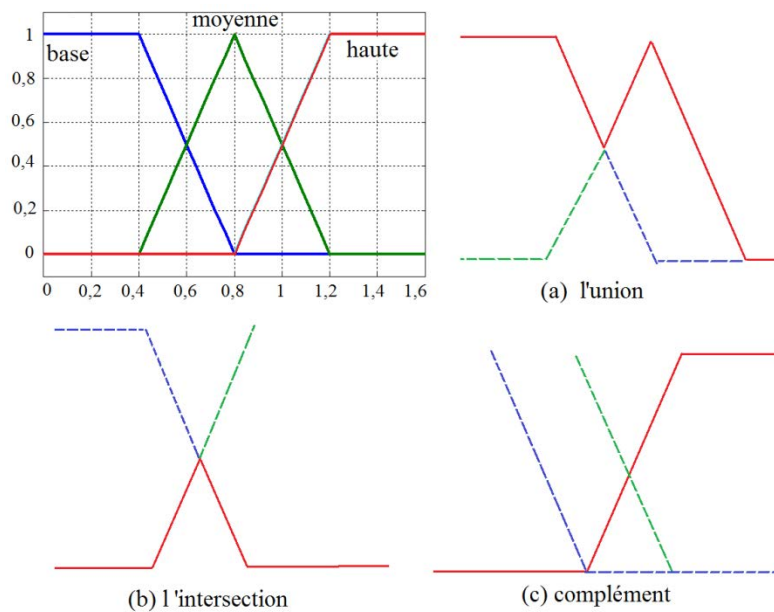 moyenne
base
haute
1
0,8
0,6
0,4
0,2
0
0 0,2 0,4 0,6 0,8 1 1,2 1,4 1,6
(a) l'union
(b) l 'intersection
(c) complément